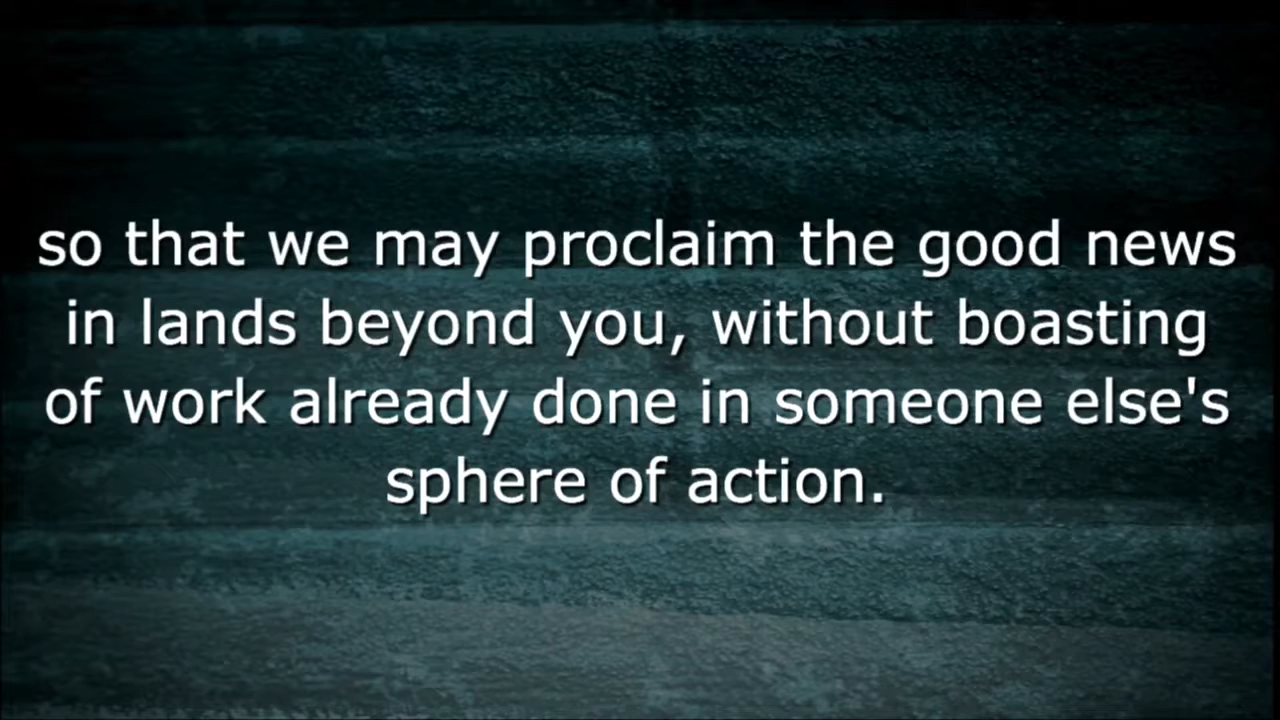 so that we may proclaim the good news
in lands beyond you, without boasting
of work already done in someone else's
sphere of action.